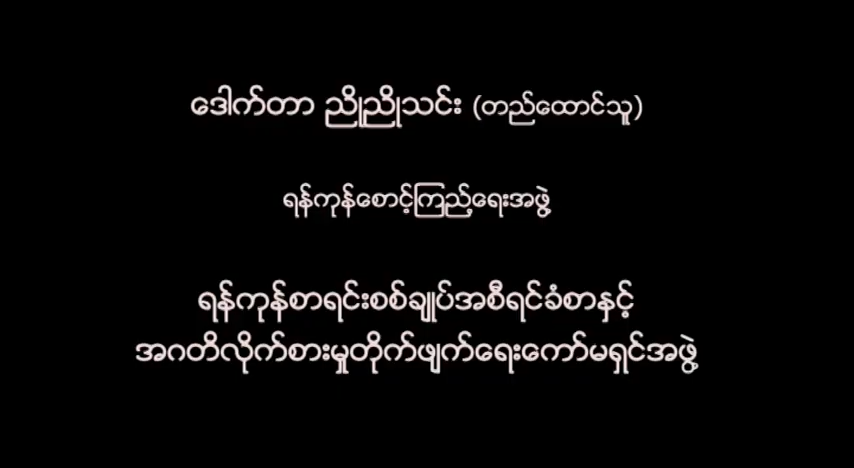 ဒေါက်တာ ညိုညိုသင်း (တည်ထောင်သူ)
ရန်ကုန်စောင့်ကြည့်ရေးအဖွဲ့
ရန်ကုန်စာရင်းစစ်ချုပ်အစီရင်ခံစာနှင့်
အဂတိလိုက်စားမှုတိုက်ဖျက်ရေးကော်မရှင်အဖွဲ့